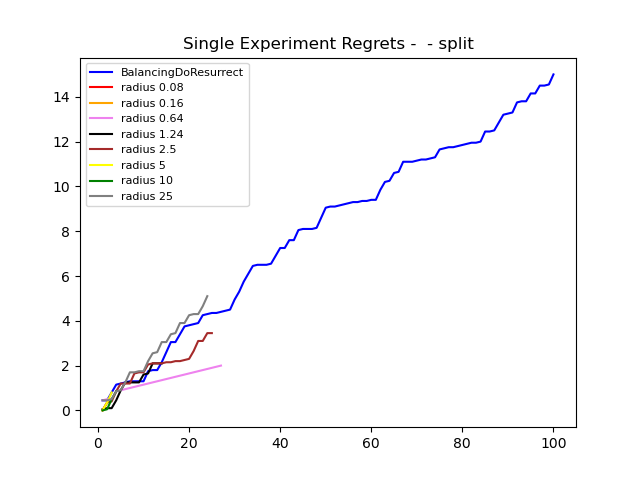 Single Experiment Regrets -  - split
BalancingDoResurrect
radius 0.08
radius 0.16
radius 0.64
radius 1.24
radius 2.5
radius 5
radius 10
radius 25
14
12
10
8
6
4
2
0
0 20 40 60 80 100